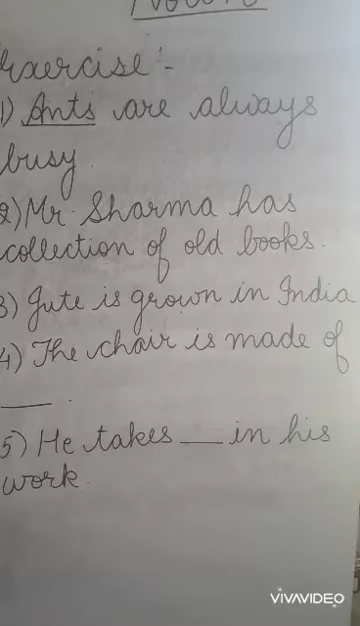 Exercise:-
1) Ants are always
busy.
2) Mr. Sharma has
collection of old books.
3) Jute is grown in India
4) The chair is made of
___.
5) He takes ___ in his
work.
VIVAVIDEO